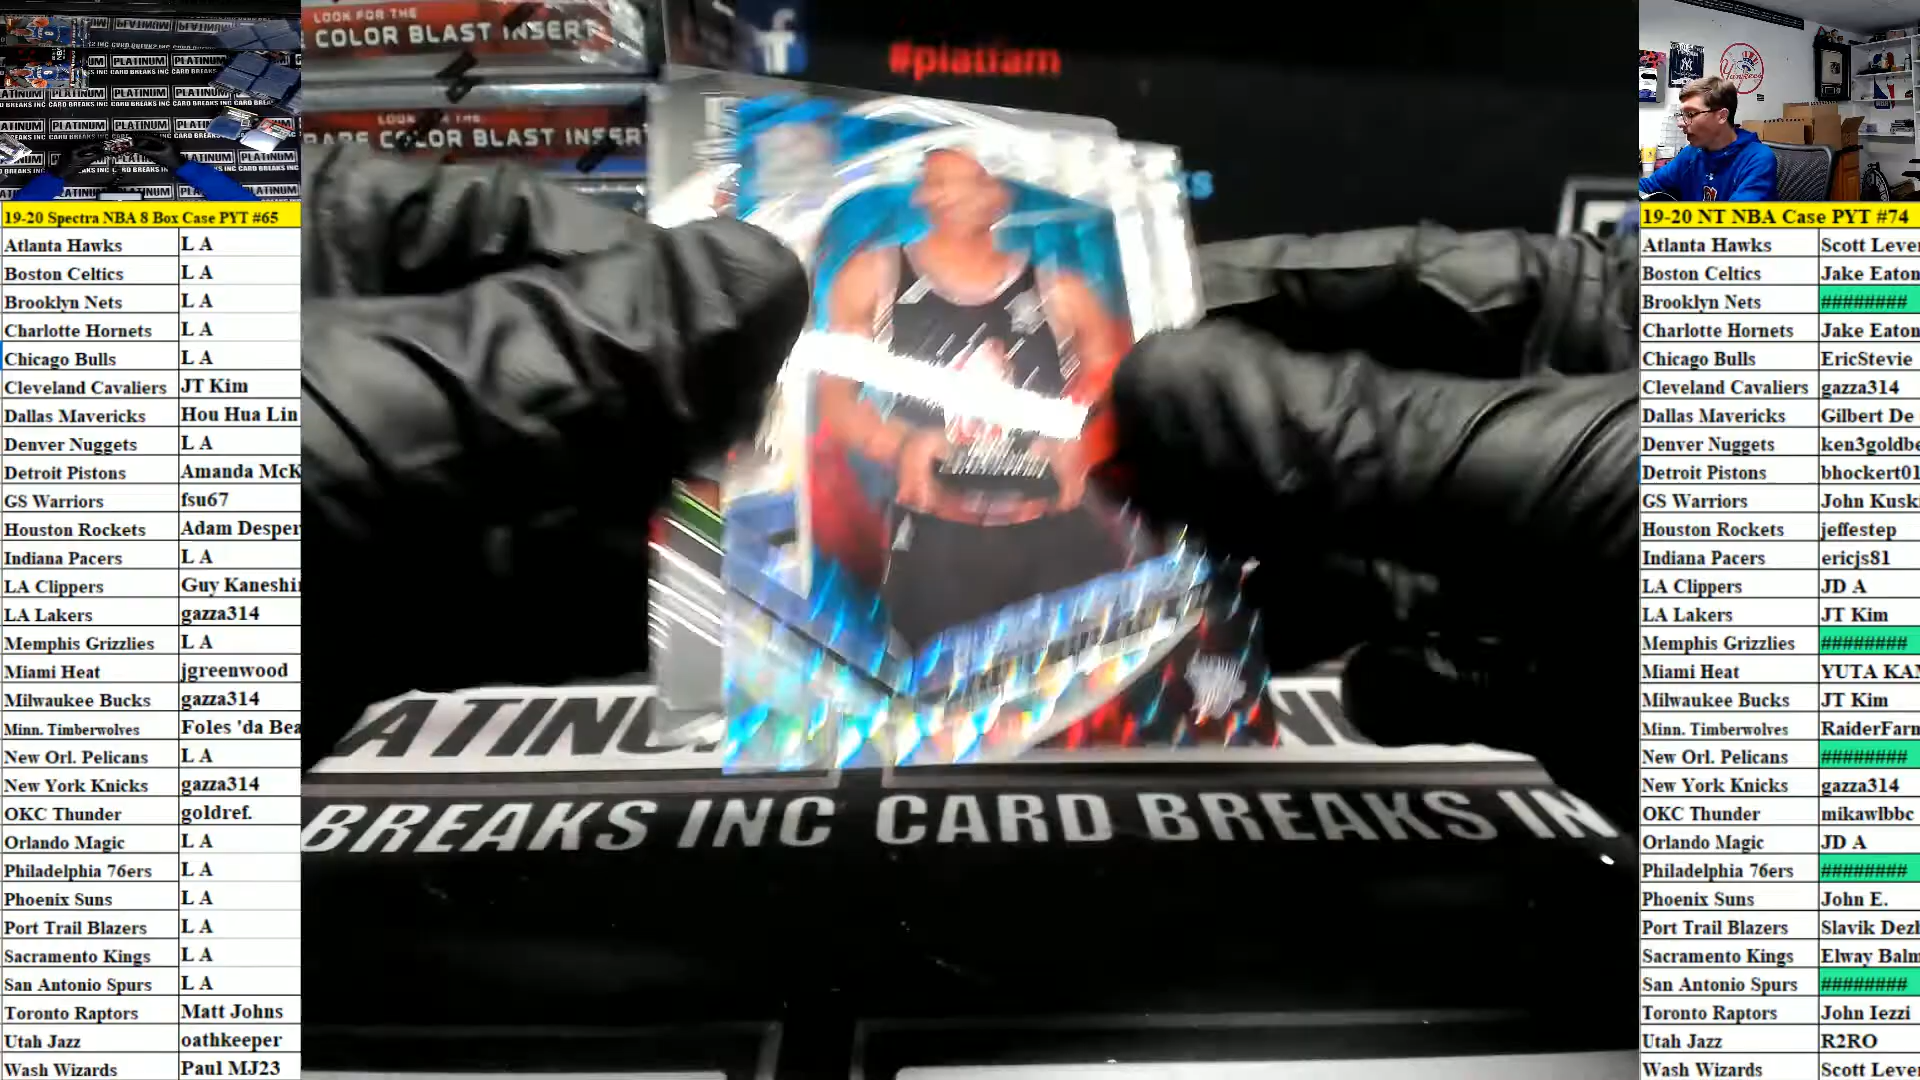 LOOK FOR THE
COLOR BLAST INSERT
RARE COLOR BLAST INSERT
#platfam
PLATINUM
BREAKS INC CARD BREAKS IN
19-20 Spectra NBA 8 Box Case PYT #65
Atlanta Hawks L A
Boston Celtics L A
Brooklyn Nets L A
Charlotte Hornets L A
Chicago Bulls L A
Cleveland Cavaliers JT Kim
Dallas Mavericks Hou Hua Lin
Denver Nuggets L A
Detroit Pistons Amanda McK
GS Warriors fsu67
Houston Rockets Adam Desper
Indiana Pacers L A
LA Clippers Guy Kaneshi
LA Lakers gazza314
Memphis Grizzlies L A
Miami Heat jgreenwood
Milwaukee Bucks gazza314
Minn. Timberwolves Foles 'da Bea
New Orl. Pelicans L A
New York Knicks gazza314
OKC Thunder goldref.
Orlando Magic L A
Philadelphia 76ers L A
Phoenix Suns L A
Port Trail Blazers L A
Sacramento Kings L A
San Antonio Spurs L A
Toronto Raptors Matt Johns
Utah Jazz oathkeeper
Wash Wizards Paul MJ23
19-20 NT NBA Case PYT #74
Atlanta Hawks Scott Lever
Boston Celtics Jake Eaton
Brooklyn Nets ########
Charlotte Hornets Jake Eaton
Chicago Bulls EricStevie
Cleveland Cavaliers gazza314
Dallas Mavericks Gilbert De
Denver Nuggets ken3goldbe
Detroit Pistons bhockert01
GS Warriors John Kusk
Houston Rockets jeffestep
Indiana Pacers ericjs81
LA Clippers JD A
LA Lakers JT Kim
Memphis Grizzlies ########
Miami Heat YUTA KAN
Milwaukee Bucks JT Kim
Minn. Timberwolves RaiderFarm
New Orl. Pelicans ########
New York Knicks gazza314
OKC Thunder mikawlbbc
Orlando Magic JD A
Philadelphia 76ers ########
Phoenix Suns John E.
Port Trail Blazers Slavik Dezh
Sacramento Kings Elway Balm
San Antonio Spurs ########
Toronto Raptors John Iezzi
Utah Jazz R2RO
Wash Wizards Scott Lever